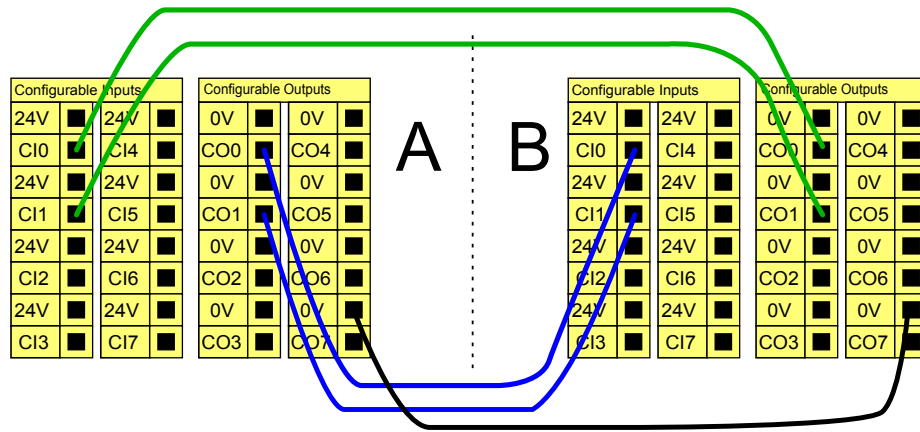 Configurable Inputs Configurable Outputs Configurable Inputs Configurable Outputs
24V 24V 0V 0V 24V 24V 0V 0V
CI0 CI4 CO0 CO4 A B CI0 CI4 CO0 CO4
24V 24V 0V 0V 24V 24V 0V 0V
CI1 CI5 CO1 CO5 CI1 CI5 CO1 CO5
24V 24V 0V 0V 24V 24V 0V 0V
CI2 CI6 CO2 CO6 CI2 CI6 CO2 CO6
24V 24V 0V 0V 24V 24V 0V 0V
CI3 CI7 CO3 CO7 CI3 CI7 CO3 CO7